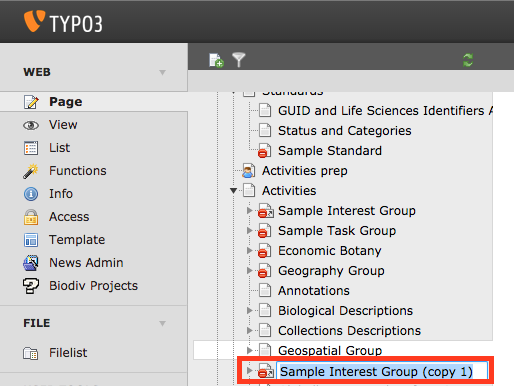 TYPO3
WEB
Page
View
List
Functions
Info
Access
Template
News Admin
Biodiv Projects
FILE
Filelist
Standards
GUID and Life Sciences Identifiers A
Status and Categories
Sample Standard
Activities prep
Activities
Sample Interest Group
Sample Task Group
Economic Botany
Geography Group
Annotations
Biological Descriptions
Collections Descriptions
Geospatial Group
Sample Interest Group (copy 1)